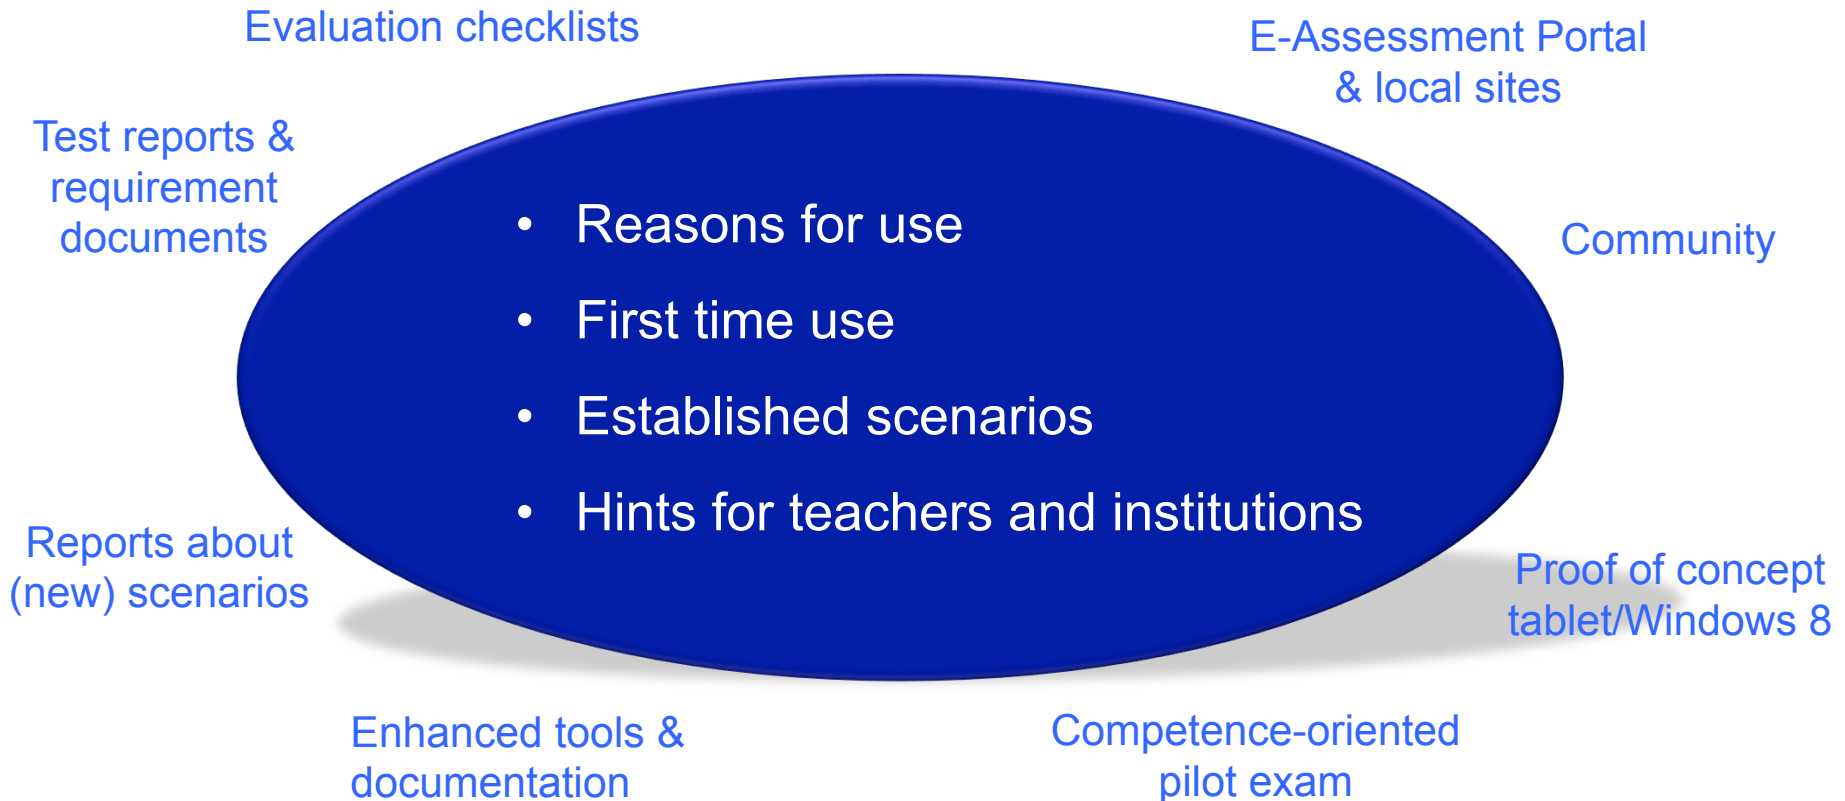 Evaluation checklists
E-Assessment Portal
& local sites
Test reports &
requirement
documents
Community
• Reasons for use
• First time use
• Established scenarios
• Hints for teachers and institutions
Reports about
(new) scenarios
Proof of concept
tablet/Windows 8
Enhanced tools &
documentation
Competence-oriented
pilot exam